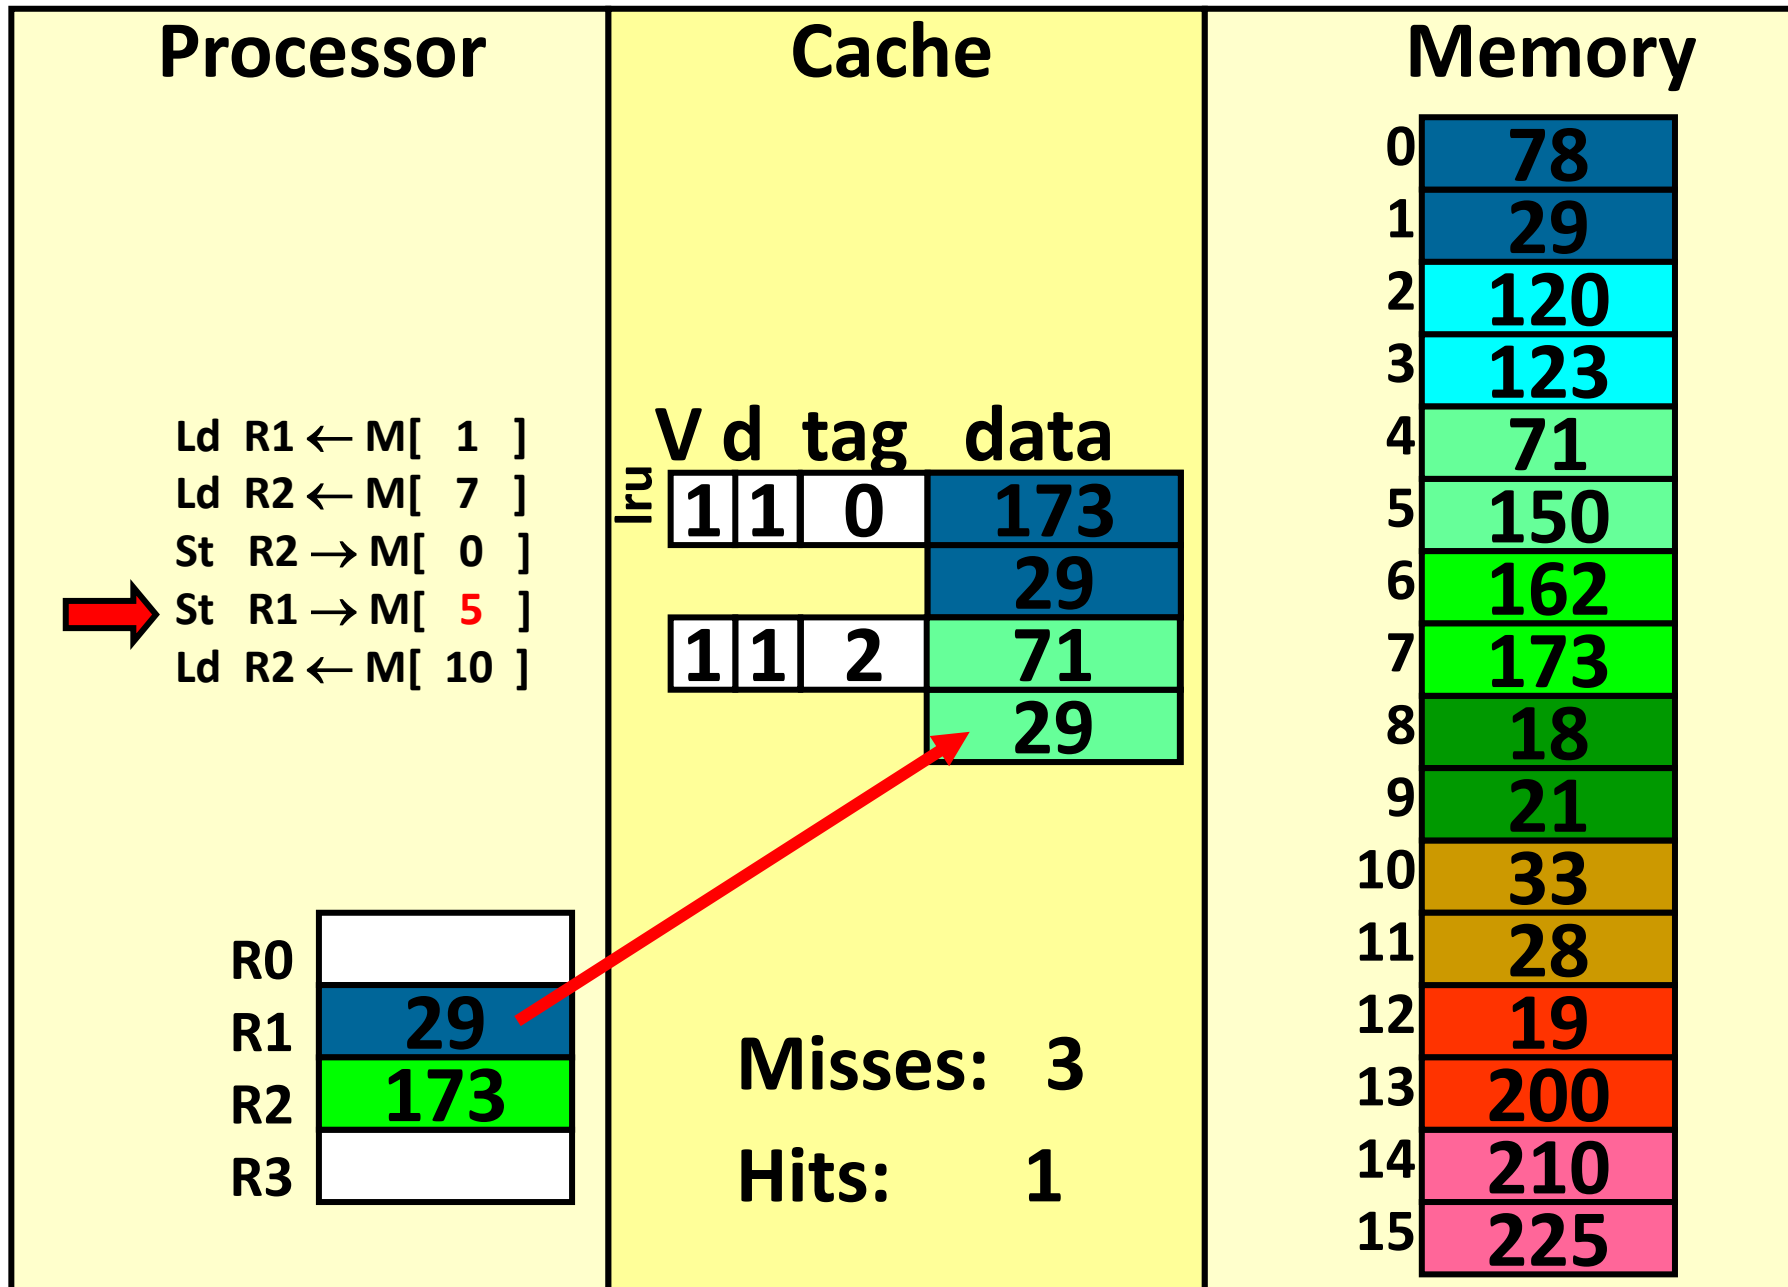 Processor
Ld R1 ← M[ 1 ]
Ld R2 ← M[ 7 ]
St R2 → M[ 0 ]
St R1 → M[ 5 ]
Ld R2 ← M[ 10 ]
R0
R1 29
R2 173
R3
Cache
V d tag data
lru
1 1 0 173
29
1 1 2 71
29
Misses: 3
Hits: 1
Memory
0 78
1 29
2 120
3 123
4 71
5 150
6 162
7 173
8 18
9 21
10 33
11 28
12 19
13 200
14 210
15 225